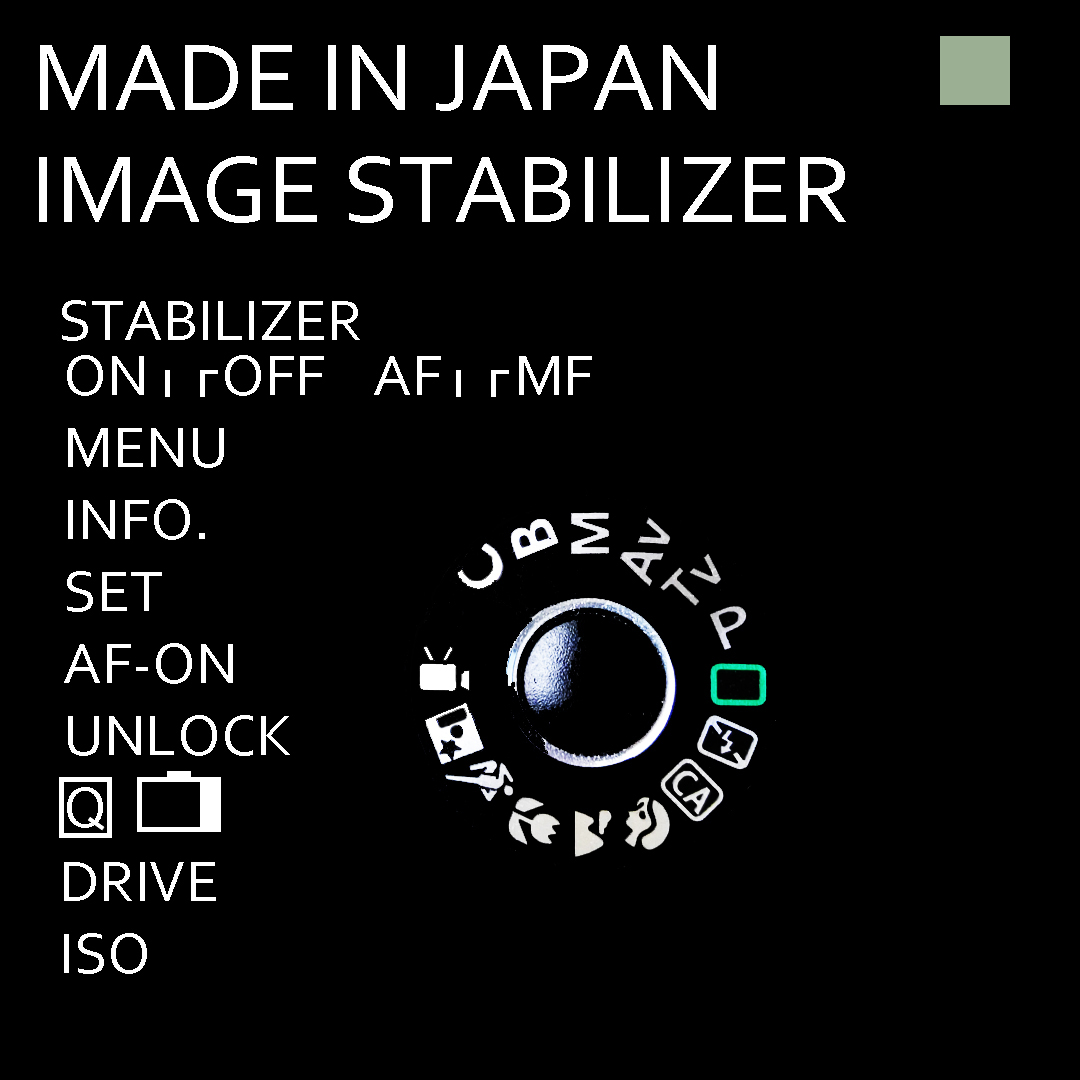 MADE IN JAPAN
IMAGE STABILIZER
STABILIZER
ON OFF AF MF
MENU
INFO.
SET
AF-ON
UNLOCK
Q
DRIVE
ISO
C B M Av Tv P
CA